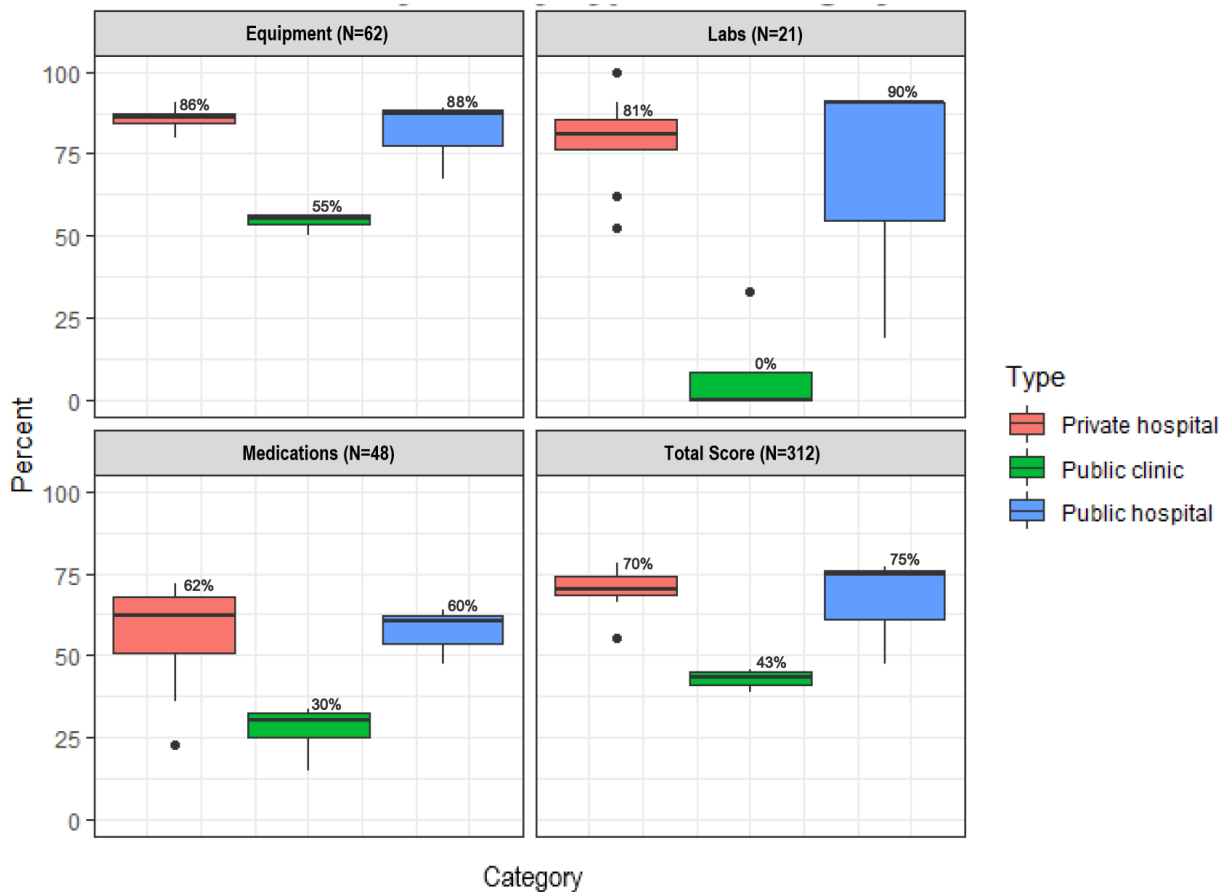 Equipment (N=62)
Labs (N=21)
100
75
50
25
0
86%
55%
88%
81%
0%
90%
Medications (N=48)
Total Score (N=312)
100
75
50
25
0
62%
30%
60%
70%
43%
75%
Percent
Category
Type
Private hospital
Public clinic
Public hospital